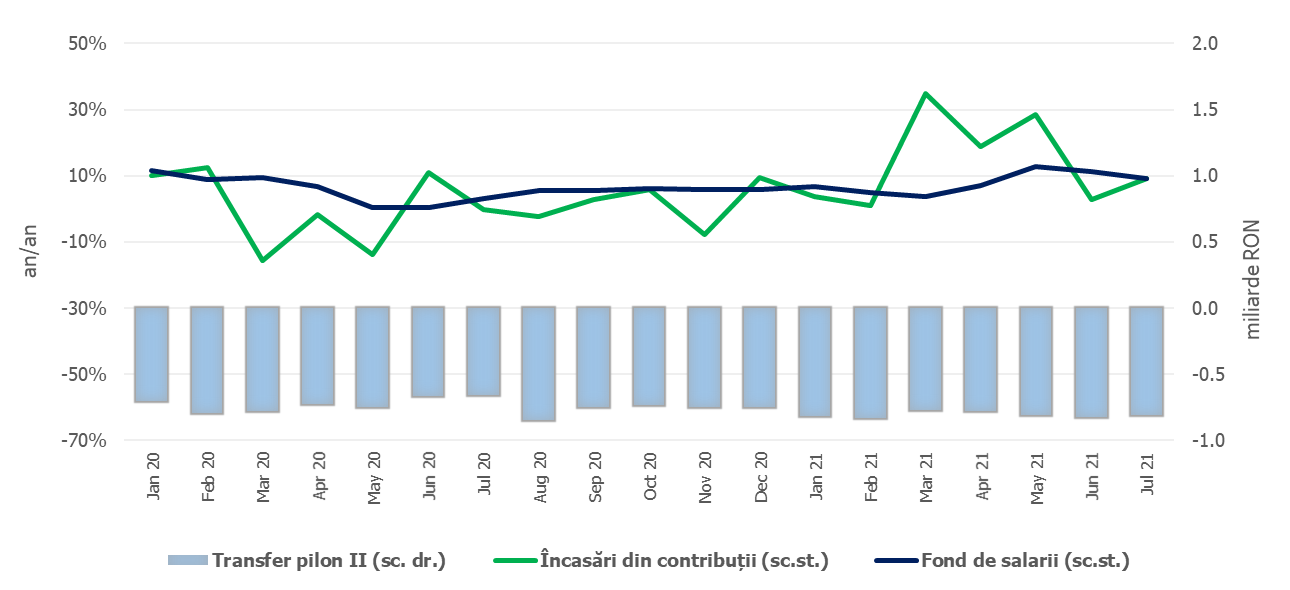 50%
30%
10%
-10%
-30%
-50%
-70%
an/an
2.0
1.5
1.0
0.5
0.0
-0.5
-1.0
miliarde RON
Jan 20
Feb 20
Mar 20
Apr 20
May 20
Jun 20
Jul 20
Aug 20
Sep 20
Oct 20
Nov 20
Dec 20
Jan 21
Feb 21
Mar 21
Apr 21
May 21
Jun 21
Jul 21
Transfer pilon II (sc. dr.)
Încasări din contribuții (sc.st.)
Fond de salarii (sc.st.)